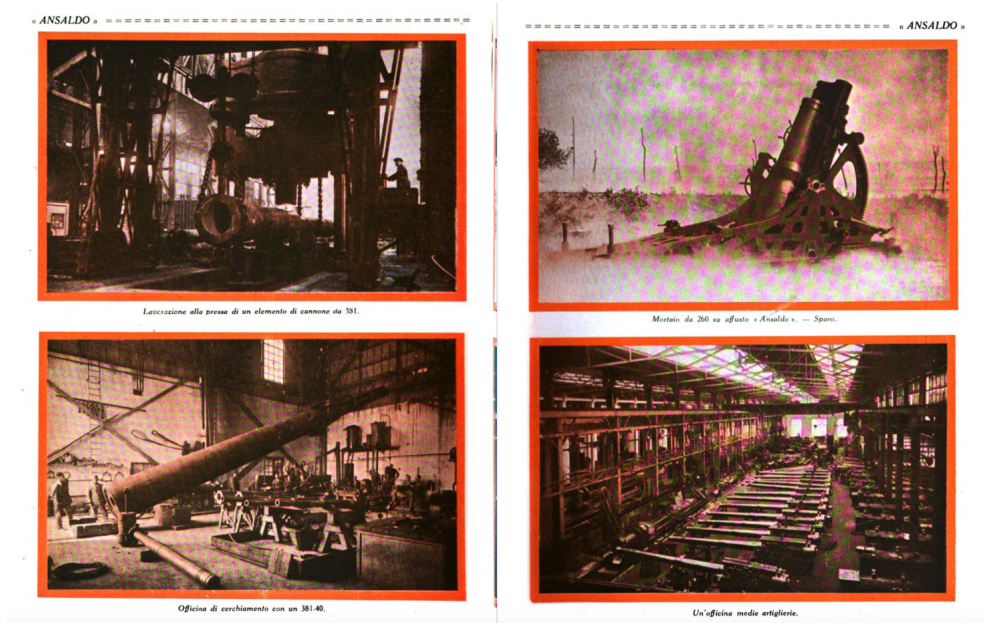 « ANSALDO »
Lavorazione alla pressa di un elemento di cannone da 381.
Officina di cerchiamento con un 381-40.
« ANSALDO »
Mortaio da 260 su affusto « Ansaldo ». — Sparo.
Un'officina medie artiglierie.